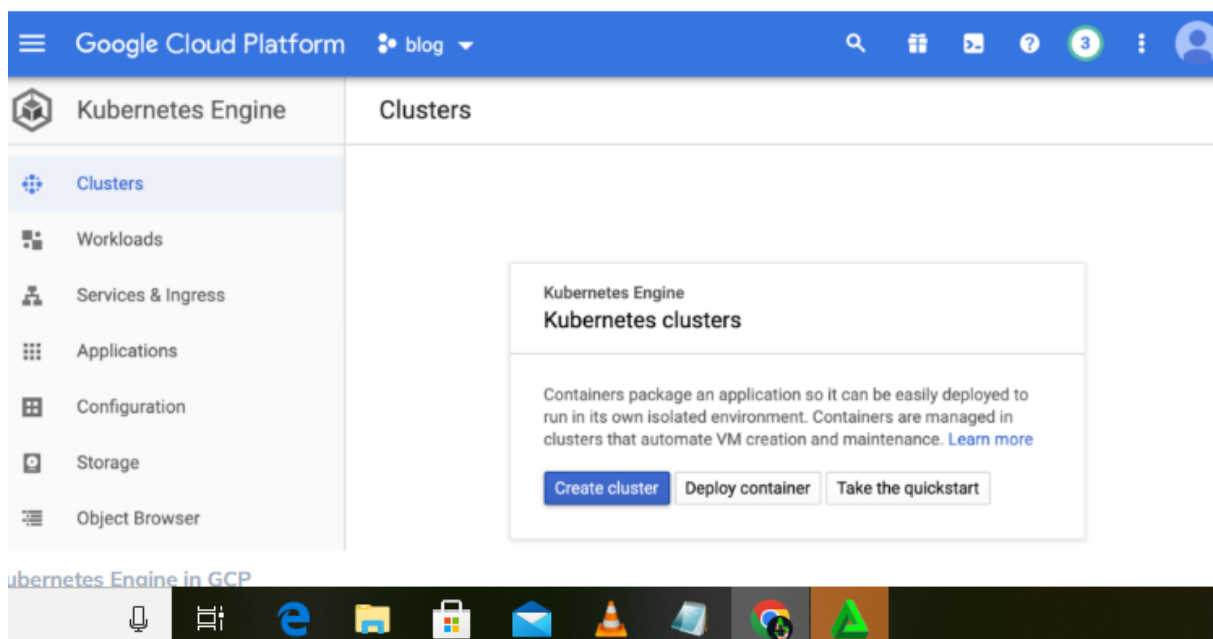 Google Cloud Platform blog 3
Kubernetes Engine Clusters
Clusters
Workloads
Services & Ingress
Applications
Configuration
Storage
Object Browser
Kubernetes Engine
Kubernetes clusters
Containers package an application so it can be easily deployed to
run in its own isolated environment. Containers are managed in
clusters that automate VM creation and maintenance. Learn more
Create cluster Deploy container Take the quickstart
ubernetes Engine in GCP